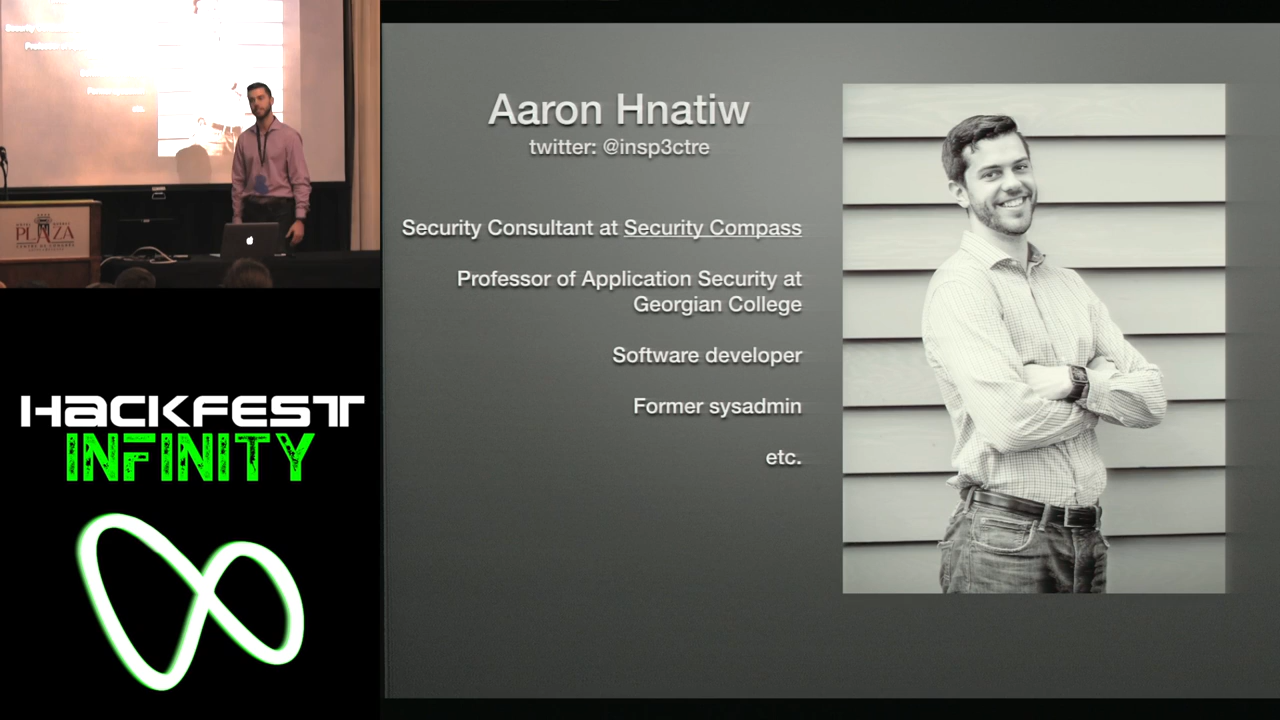 Aaron Hnatiw
twitter: @insp3ctre
Security Consultant at Security Compass
Professor of Application Security at
Georgian College
Software developer
Former sysadmin
etc.
PLAZA
HACKFEST
INFINITY